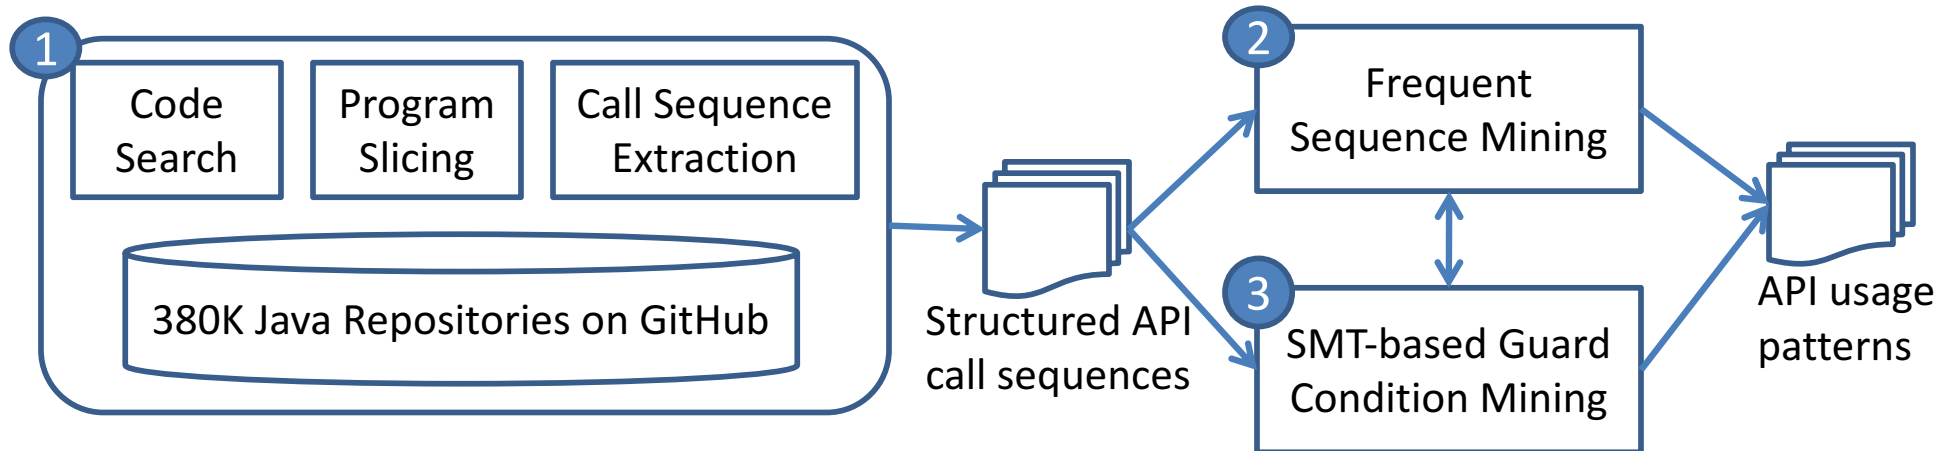 1
Code
Search
Program
Slicing
Call Sequence
Extraction
380K Java Repositories on GitHub
Structured API
call sequences
2
Frequent
Sequence Mining
3
SMT-based Guard
Condition Mining
API usage
patterns